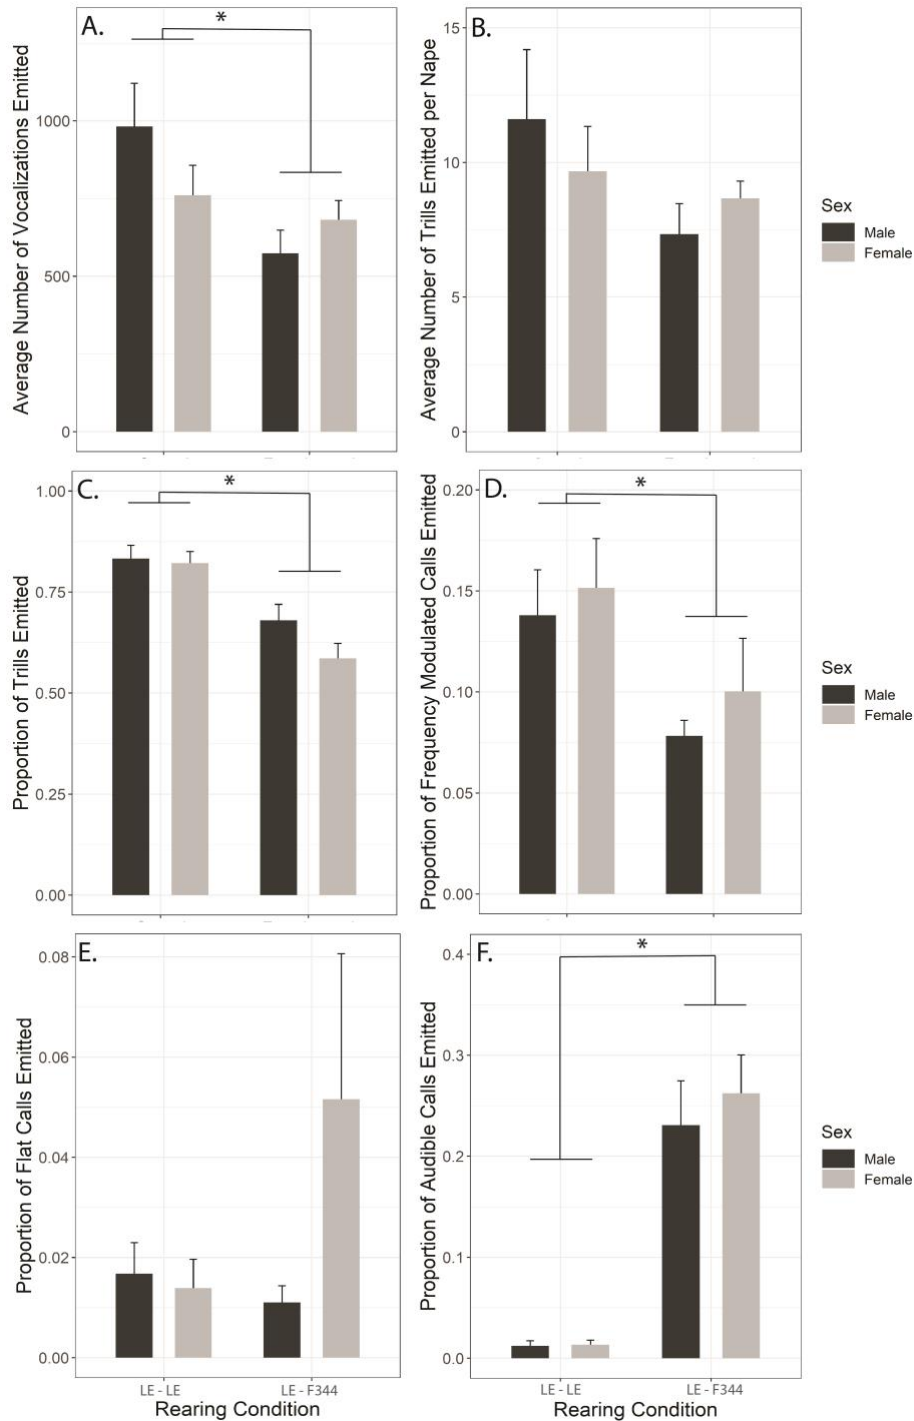 A.
*
Average Number of Vocalizations Emitted
1000
500
0
B.
Average Number of Trills Emitted per Nape
15
10
5
0
Sex
Male
Female
C.
*
Proportion of Trills Emitted
1.00
0.75
0.50
0.25
0.00
D.
*
Proportion of Frequency Modulated Calls Emitted
0.20
0.15
0.10
0.05
0.00
Sex
Male
Female
E.
Proportion of Flat Calls Emitted
0.08
0.06
0.04
0.02
0.00
LE - LE
LE - F344
Rearing Condition
F.
*
Proportion of Audible Calls Emitted
0.4
0.3
0.2
0.1
0.0
LE - LE
LE - F344
Rearing Condition
Sex
Male
Female